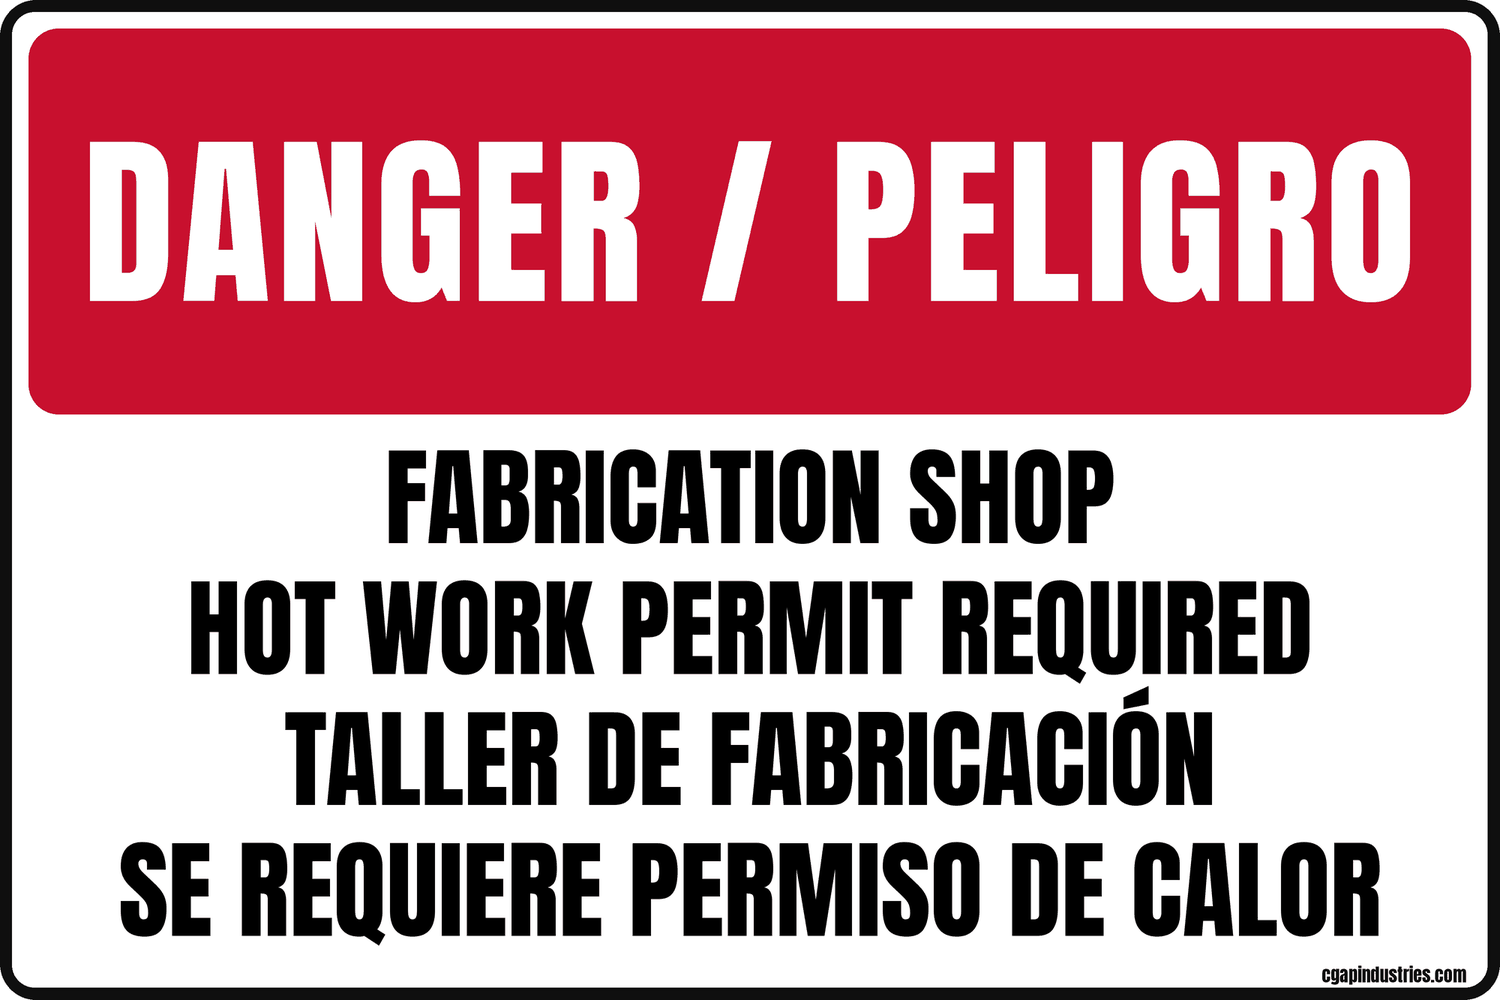 DANGER / PELIGRO
FABRICATION SHOP
HOT WORK PERMIT REQUIRED
TALLER DE FABRICACIÓN
SE REQUIERE PERMISO DE CALOR
cgapindustries.com